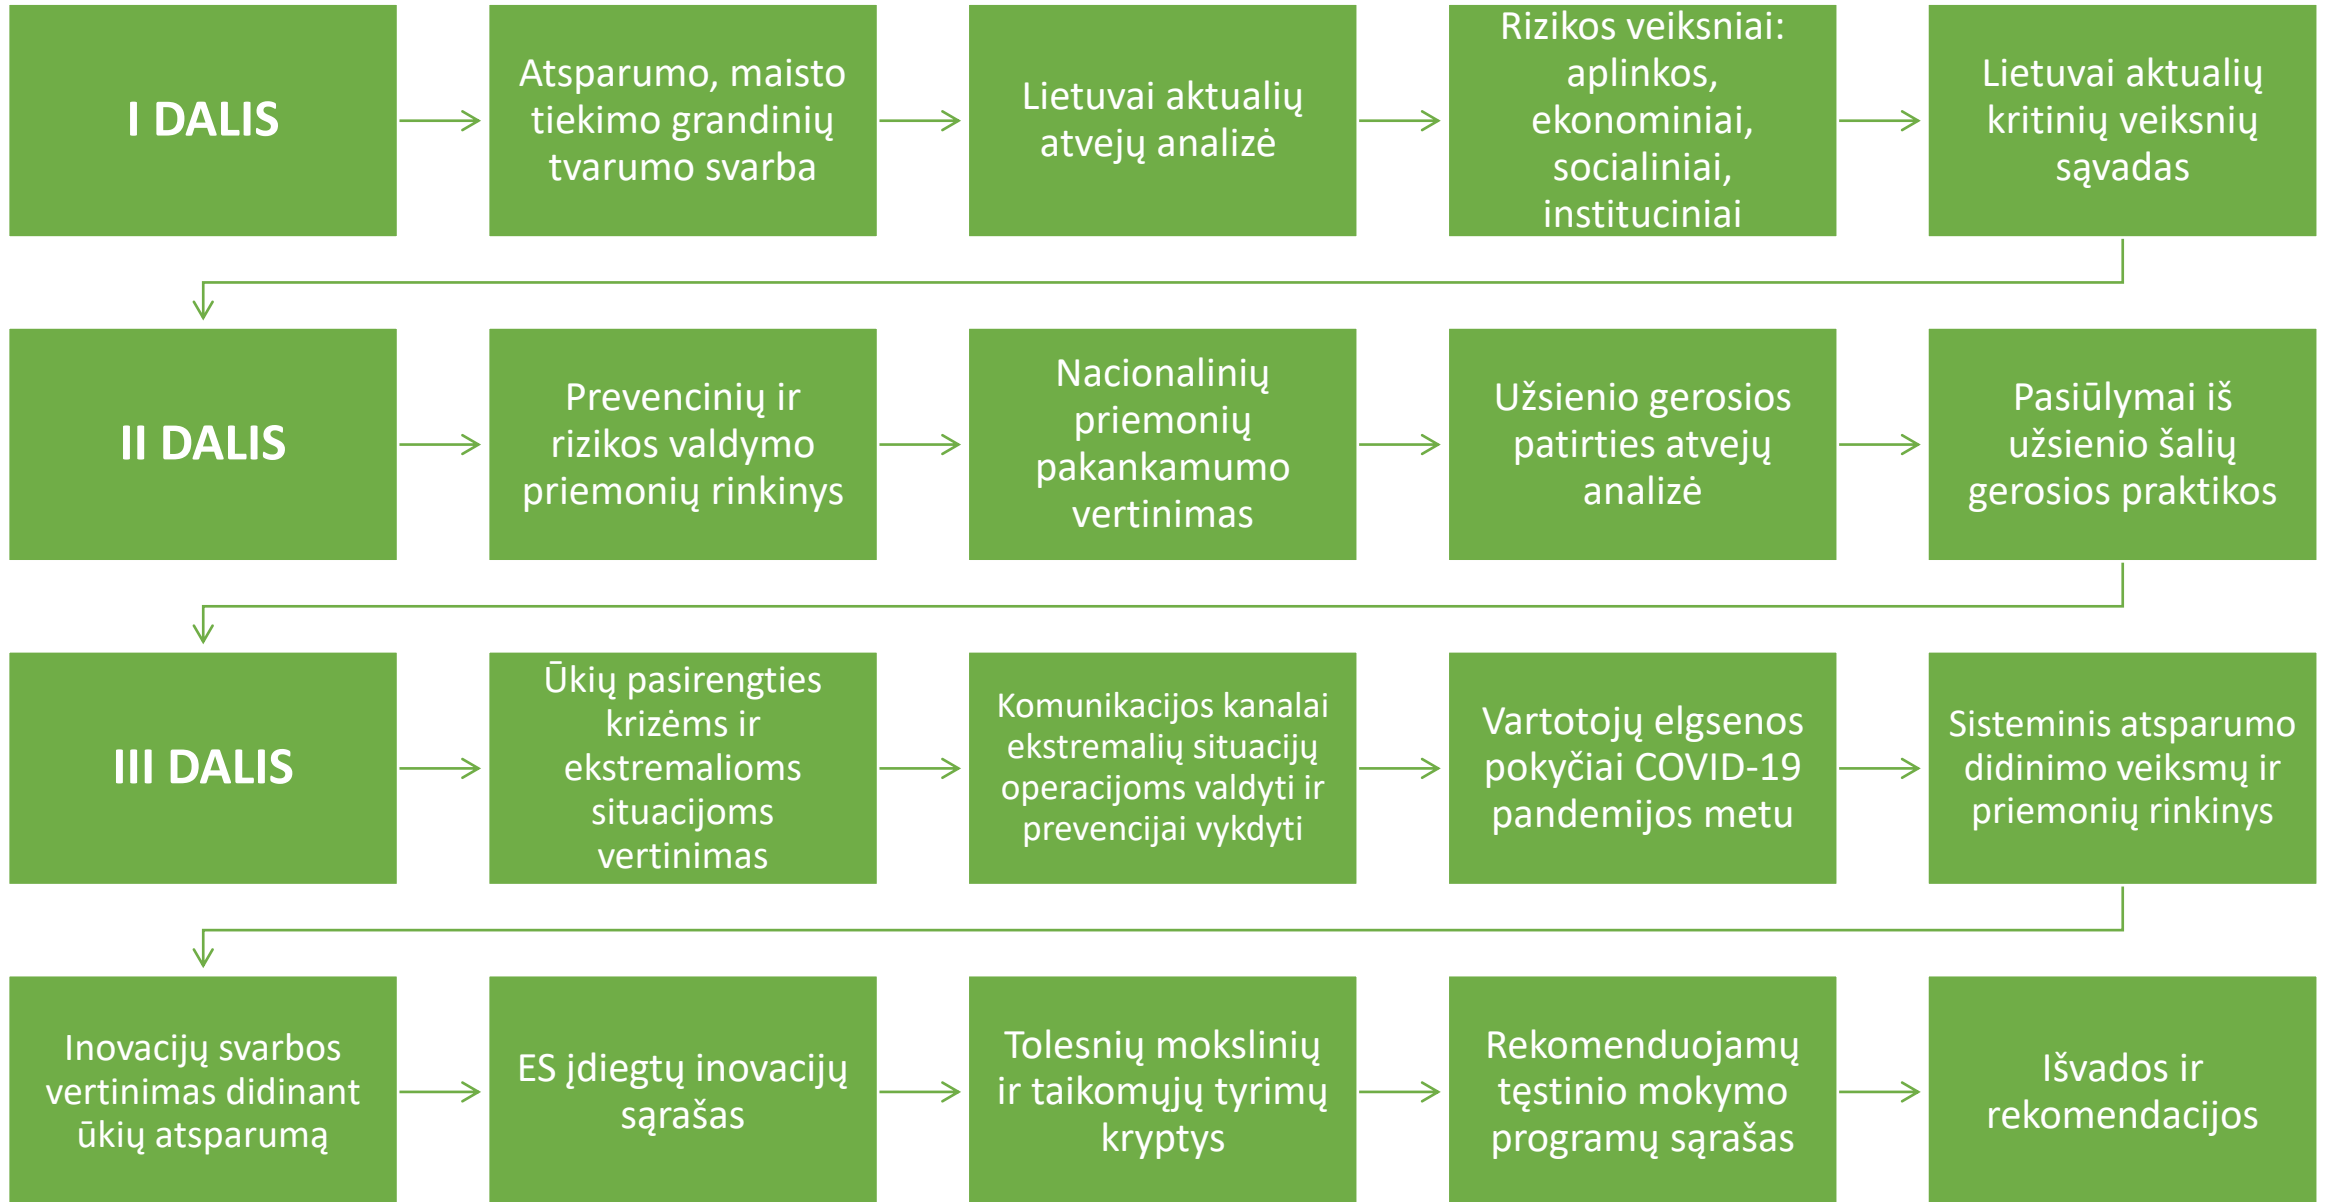 I DALIS
Atsparumo, maisto
tiekimo grandinių
tvarumo svarba
Lietuvai aktualių
atvejų analizė
Rizikos veiksniai:
aplinkos,
ekonominiai,
socialiniai,
instituciniai
Lietuvai aktualių
kritinių veiksnių
sąvadas
II DALIS
Prevencinių ir
rizikos valdymo
priemonių rinkinys
Nacionalinių
priemonių
pakankamumo
vertinimas
Užsienio gerosios
patirties atvejų
analizė
Pasiūlymai iš
užsienio šalių
gerosios praktikos
III DALIS
Ūkių pasirengties
krizėms ir
ekstremalioms
situacijoms
vertinimas
Komunikacijos kanalai
ekstremalių situacijų
operacijoms valdyti ir
prevencijai vykdyti
Vartotojų elgsenos
pokyčiai COVID-19
pandemijos metu
Sisteminis atsparumo
didinimo veiksmų ir
priemonių rinkinys
Inovacijų svarbos
vertinimas didinant
ūkių atsparumą
ES įdiegtų inovacijų
sąrašas
Tolesnių mokslinių
ir taikomųjų tyrimų
kryptys
Rekomenduojamų
tęstinio mokymo
programų sąrašas
Išvados ir
rekomendacijos